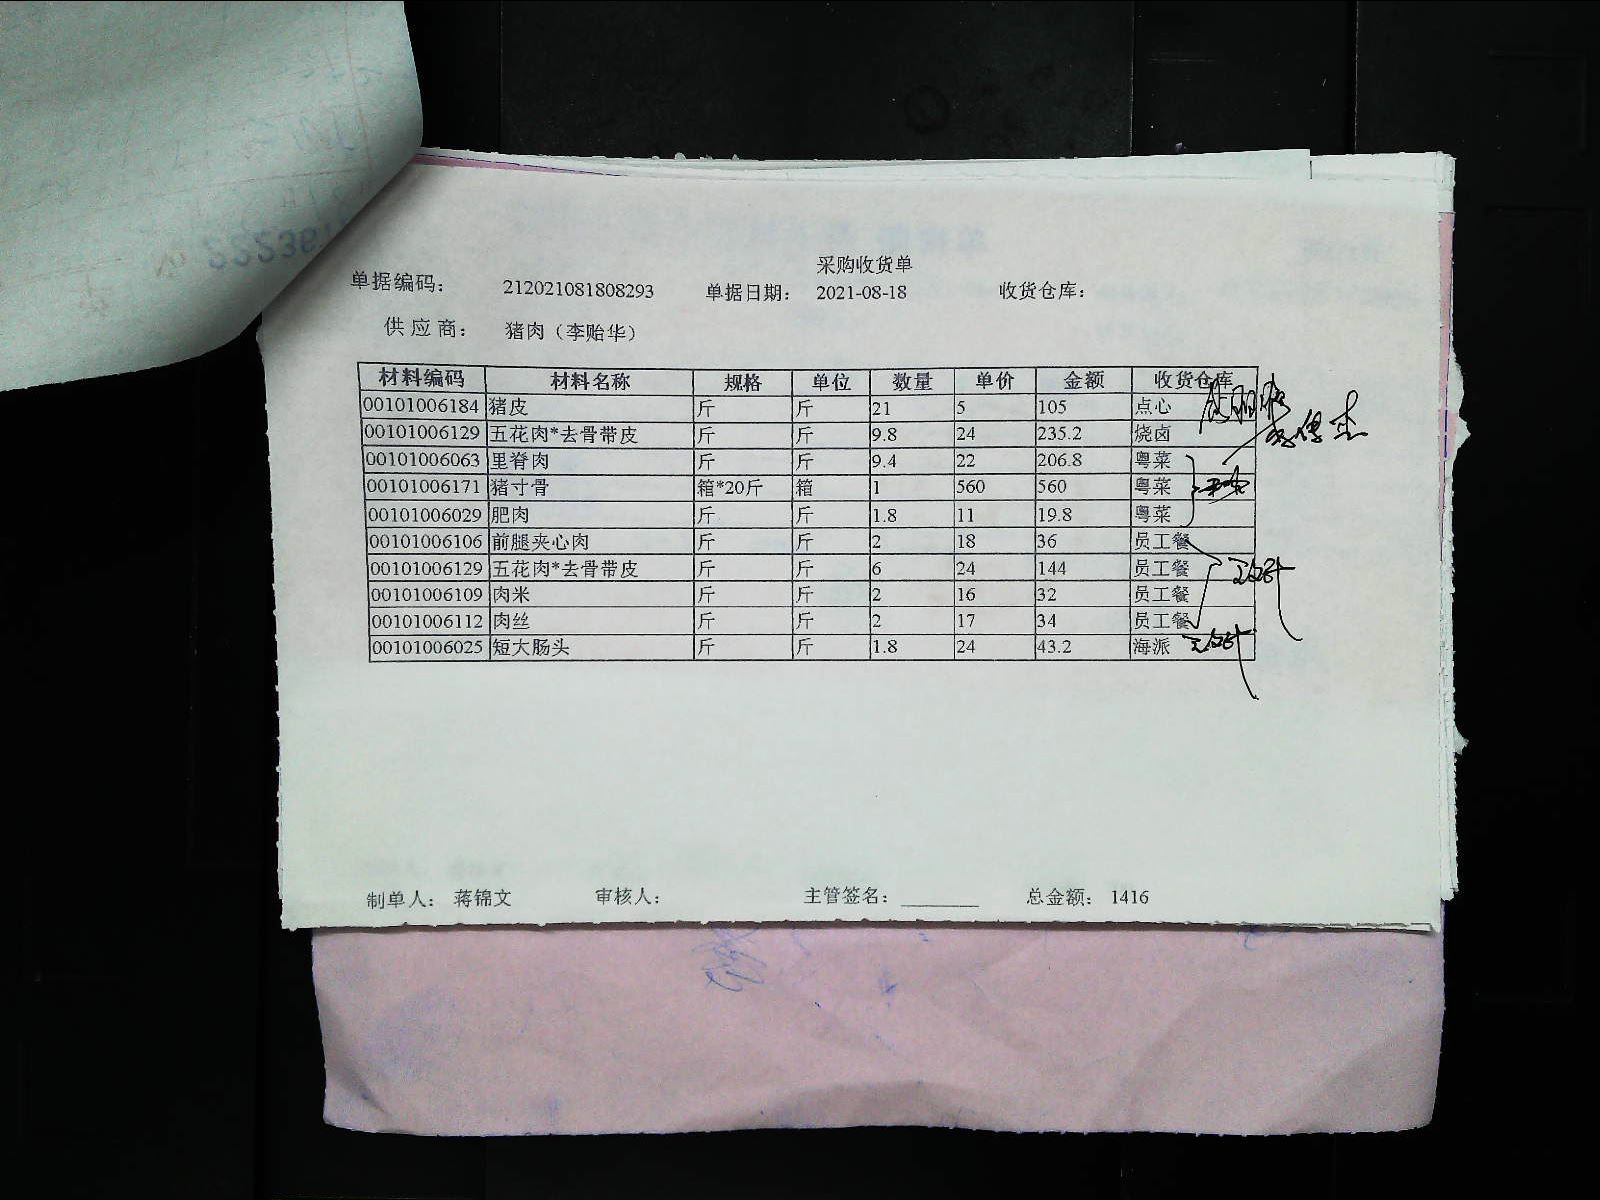 采购收货单
单据编码： 212021081808293 单据日期： 2021-08-18 收货仓库：
供应商： 猪肉（李贻华）
材料编码 材料名称 规格 单位 数量 单价 金额 收货仓库
00101006184 猪皮 斤 斤 21 5 105 点心
00101006129 五花肉*去骨带皮 斤 斤 9.8 24 235.2 烧卤
00101006063 里脊肉 斤 斤 9.4 22 206.8 粤菜
00101006171 猪寸骨 箱*20斤 箱 1 560 560 粤菜
00101006029 肥肉 斤 斤 1.8 11 19.8 粤菜
00101006106 前腿夹心肉 斤 斤 2 18 36 员工餐
00101006129 五花肉*去骨带皮 斤 斤 6 24 144 员工餐
00101006109 肉米 斤 斤 2 16 32 员工餐
00101006112 肉丝 斤 斤 2 17 34 员工餐
00101006025 短大肠头 斤 斤 1.8 24 43.2 海派
制单人： 蒋锦文 审核人： 主管签名： 总金额： 1416